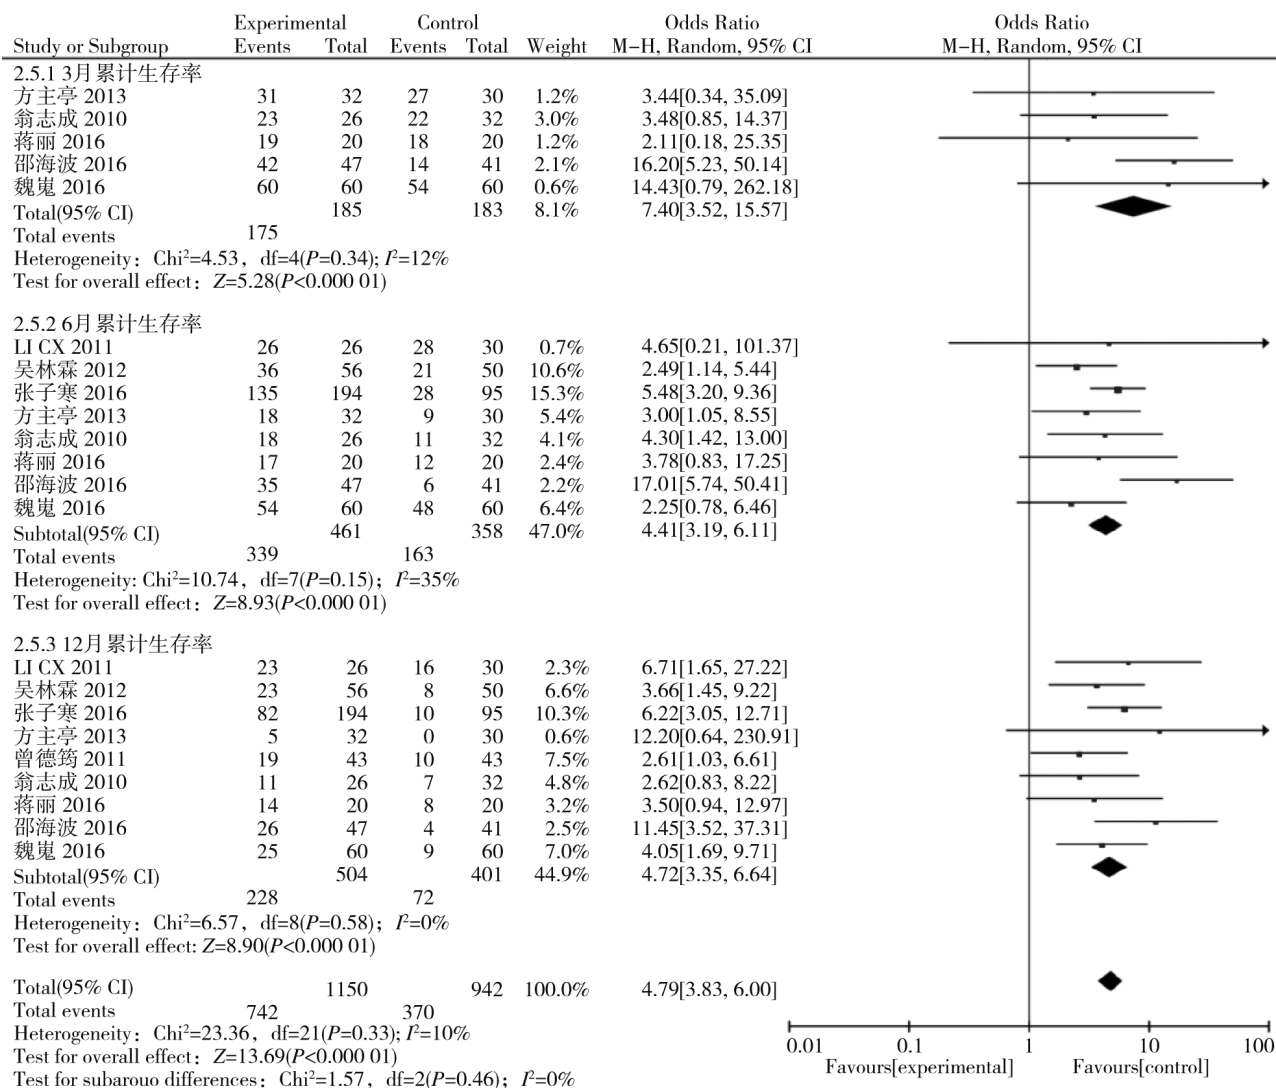 Experimental Control Odds Ratio Odds Ratio
Study or Subgroup Events Total Events Total Weight M-H, Random, 95% CI M-H, Random, 95% CI
2.5.1 3月累计生存率
方主亭 2013 31 32 27 30 1.2% 3.44[0.34, 35.09]
翁志成 2010 23 26 22 32 3.0% 3.48[0.85, 14.37]
蒋丽 2016 19 20 18 20 1.2% 2.11[0.18, 25.35]
邵海波 2016 42 47 14 41 2.1% 16.20[5.23, 50.14]
魏嵬 2016 60 60 54 60 0.6% 14.43[0.79, 262.18]
Total(95% CI) 185 183 8.1% 7.40[3.52, 15.57]
Total events 175
Heterogeneity: Chi²=4.53, df=4(P=0.34); I²=12%
Test for overall effect: Z=5.28(P<0.000 01)
2.5.2 6月累计生存率
LI CX 2011 26 26 28 30 0.7% 4.65[0.21, 101.37]
吴林霖 2012 36 56 21 50 10.6% 2.49[1.14, 5.44]
张子寒 2016 135 194 28 95 15.3% 5.48[3.20, 9.36]
方主亭 2013 18 32 9 30 5.4% 3.00[1.05, 8.55]
翁志成 2010 18 26 11 32 4.1% 4.30[1.42, 13.00]
蒋丽 2016 17 20 12 20 2.4% 3.78[0.83, 17.25]
邵海波 2016 35 47 6 41 2.2% 17.01[5.74, 50.41]
魏嵬 2016 54 60 48 60 6.4% 2.25[0.78, 6.46]
Subtotal(95% CI) 461 358 47.0% 4.41[3.19, 6.11]
Total events 339 163
Heterogeneity: Chi²=10.74, df=7(P=0.15); I²=35%
Test for overall effect: Z=8.93(P<0.000 01)
2.5.3 12月累计生存率
LI CX 2011 23 26 16 30 2.3% 6.71[1.65, 27.22]
吴林霖 2012 23 56 8 50 6.6% 3.66[1.45, 9.22]
张子寒 2016 82 194 10 95 10.3% 6.22[3.05, 12.71]
方主亭 2013 5 32 0 30 0.6% 12.20[0.64, 230.91]
曾德筠 2011 19 43 10 43 7.5% 2.61[1.03, 6.61]
翁志成 2010 11 26 7 32 4.8% 2.62[0.83, 8.22]
蒋丽 2016 14 20 8 20 3.2% 3.50[0.94, 12.97]
邵海波 2016 26 47 4 41 2.5% 11.45[3.52, 37.31]
魏嵬 2016 25 60 9 60 7.0% 4.05[1.69, 9.71]
Subtotal(95% CI) 504 401 44.9% 4.72[3.35, 6.64]
Total events 228 72
Heterogeneity: Chi²=6.57, df=8(P=0.58); I²=0%
Test for overall effect: Z=8.90(P<0.000 01)
Total(95% CI) 1150 942 100.0% 4.79[3.83, 6.00]
Total events 742 370
Heterogeneity: Chi²=23.36, df=21(P=0.33); I²=10%
Test for overall effect: Z=13.69(P<0.000 01)
Test for subarouo differences: Chi²=1.57, df=2(P=0.46); I²=0%
0.01 0.1 1 10 100
Favours[experimental] Favours[control]